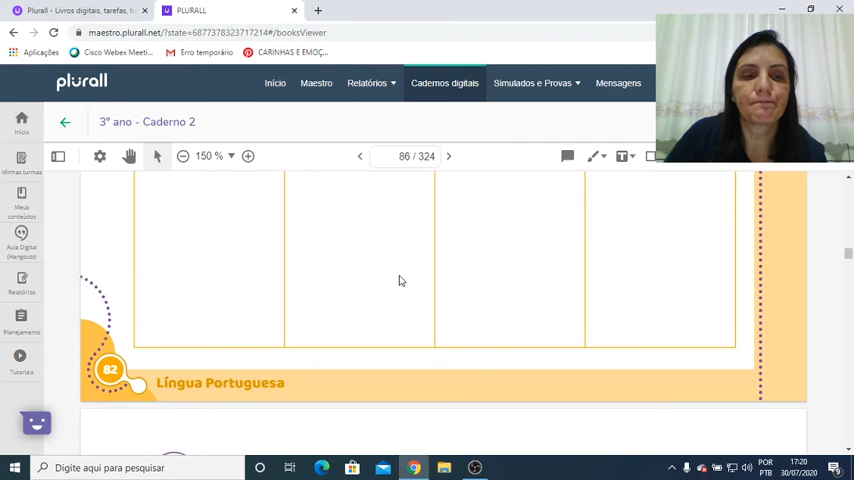 Plurall - Livros digitais, tarefas, tu
PLURALL
maestro.plurall.net/?state=6877378323717214#/booksViewer
Aplicações
Cisco Webex Meeti...
Erro temporário
CARINHAS E EMOÇ...
plurall
Início
Maestro
Relatórios
Cadernos digitais
Simulados e Provas
Mensagens
Início
3° ano - Caderno 2
150 %
86 / 324
Minhas turmas
Meus conteúdos
Aula Digital (Hangouts)
Relatórios
Planejamento
Tutoriais
82
Língua Portuguesa
Digite aqui para pesquisar
POR
PTB
17:20
30/07/2020